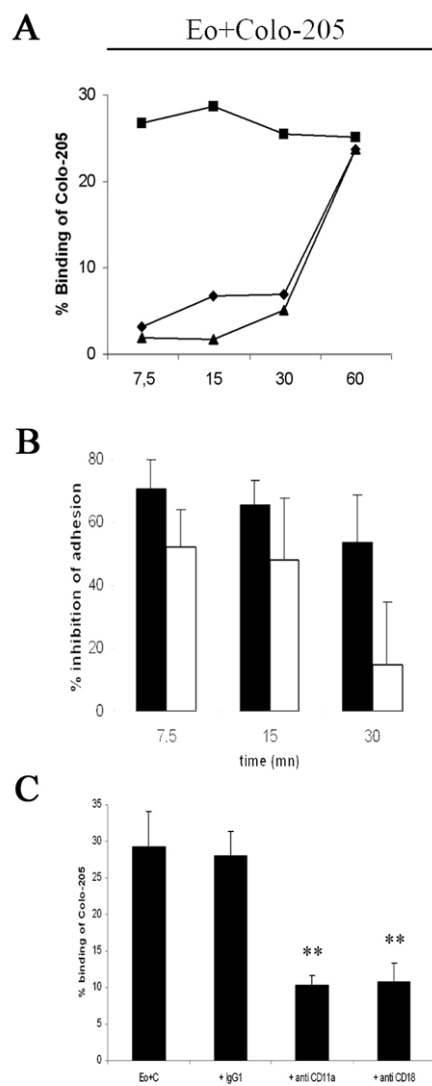 A
Eo+Colo-205
% Binding of Colo-205
30
20
10
0
7,5 15 30 60
B
% inhibition of adhesion
80
60
40
20
0
7.5 15 30
time (mn)
C
% binding of Colo-205
35
30
25
20
15
10
5
0
** **
Eo+C + IgG1 + anti CD11a + anti CD18